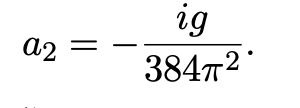 a₂ = − ig / 384π² .